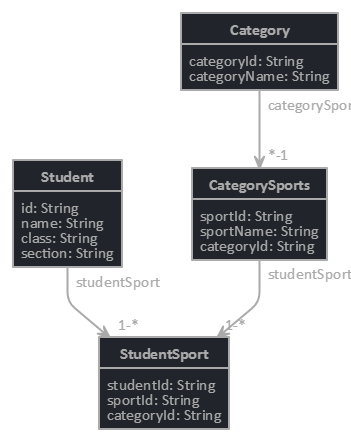 Category
categoryId: String
categoryName: String
categorySpor
*-1
Student
id: String
name: String
class: String
section: String
CategorySports
sportId: String
sportName: String
categoryId: String
studentSport
studentSport
1-*
1-*
StudentSport
studentId: String
sportId: String
categoryId: String